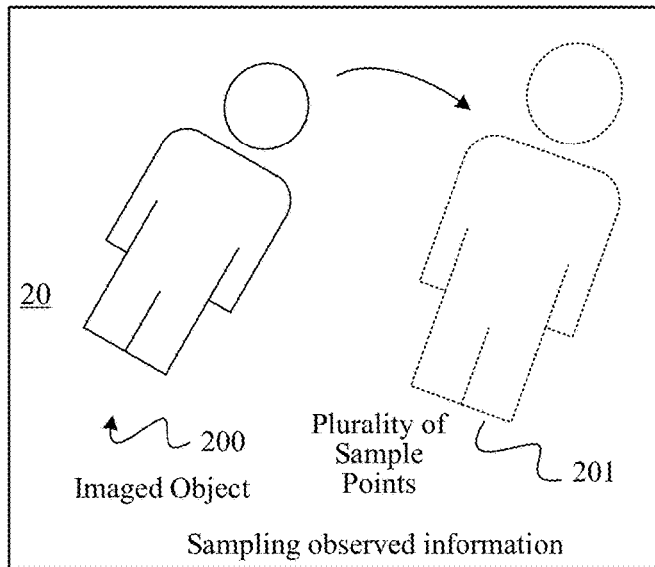 20
200
Imaged Object
Plurality of
Sample
Points
201
Sampling observed information